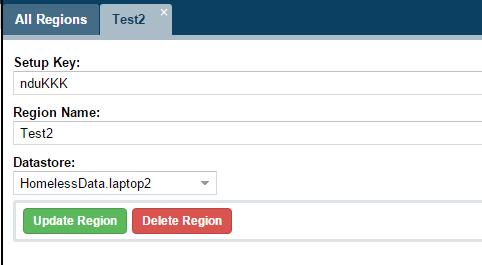 All Regions Test2 ×
Setup Key:
nduKKK
Region Name:
Test2
Datastore:
HomelessData.laptop2
Update Region Delete Region